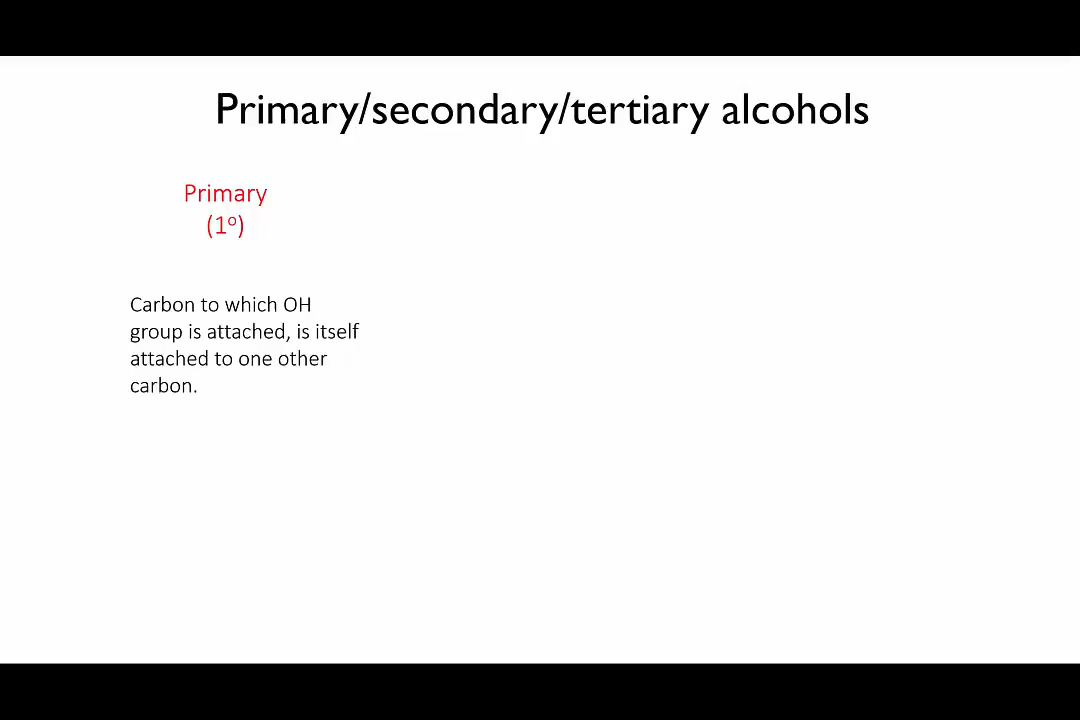 Primary/secondary/tertiary alcohols
Primary
(1º)
Carbon to which OH
group is attached, is itself
attached to one other
carbon.